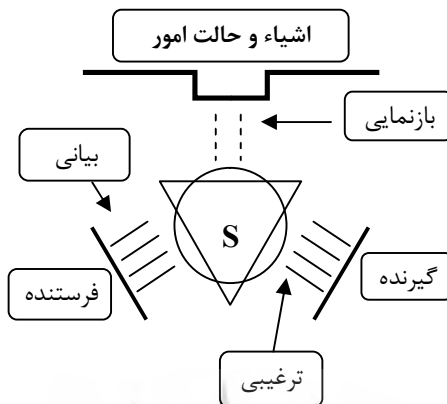 اشیاء و حالت امور
بازنمایی
بیانی
S
فرستنده
گیرنده
ترغیبی